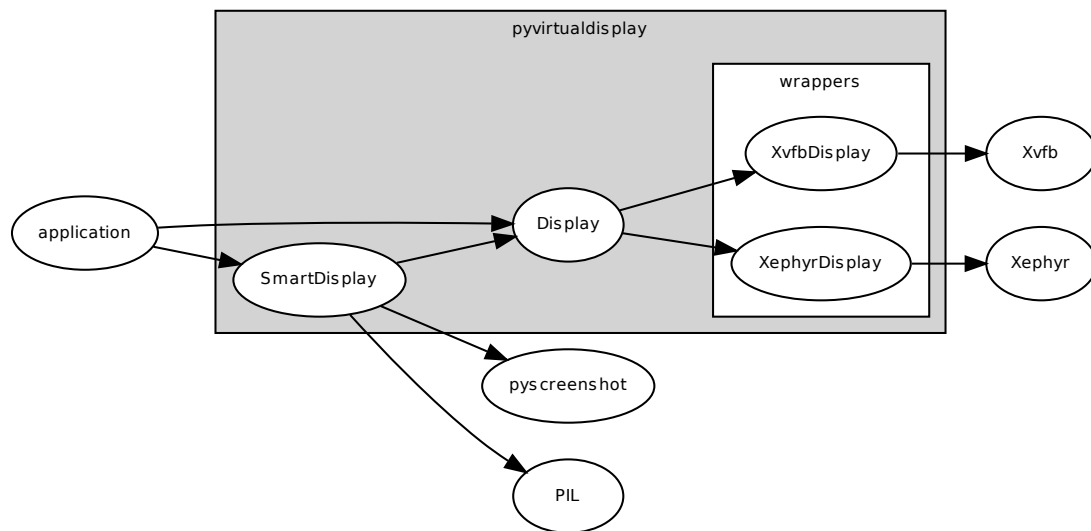 pyvirtualdisplay
wrappers
XvfbDisplay
Xvfb
application
Display
SmartDisplay
XephyrDisplay
Xephyr
pyscreenshot
PIL